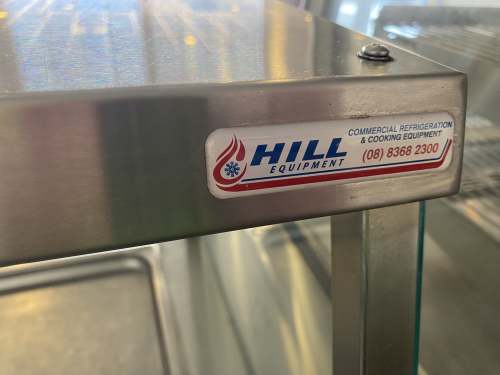 HILL
EQUIPMENT
COMMERCIAL REFRIGERATION
& COOKING EQUIPMENT
(08) 8368 2300